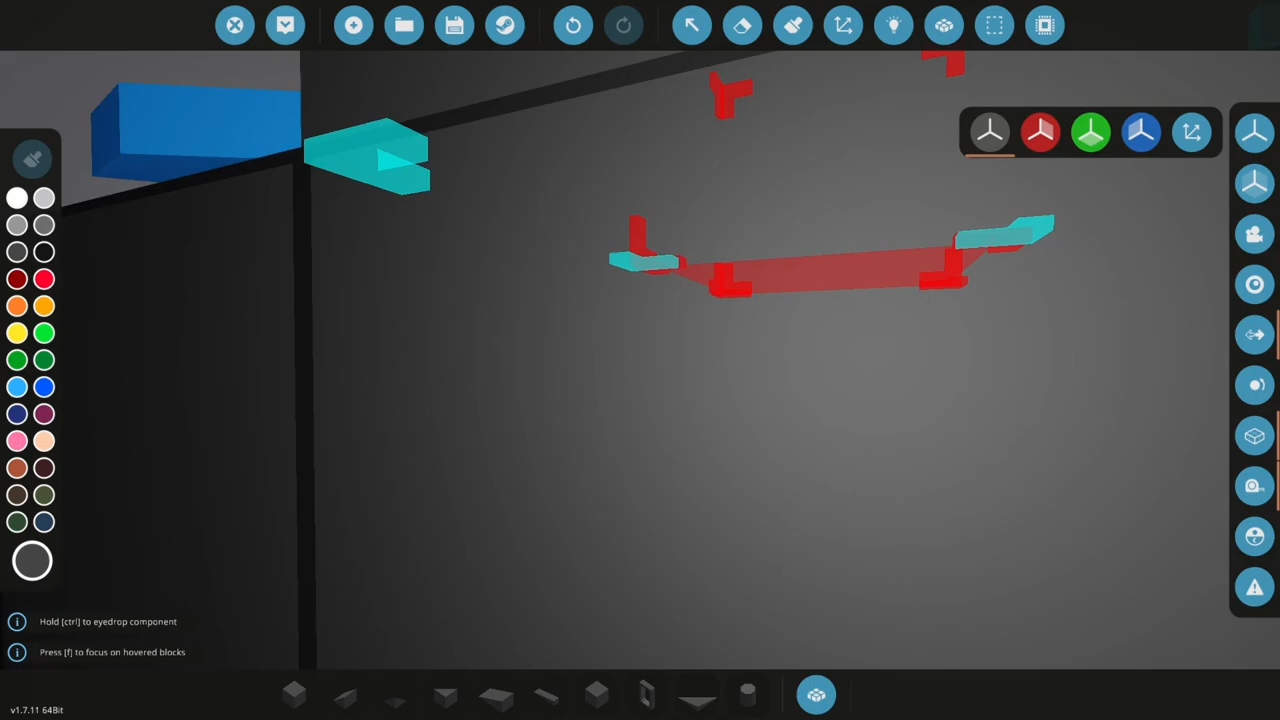 Hold [ctrl] to eyedrop component
Press [f] to focus on hovered blocks
v1.7.11 64Bit